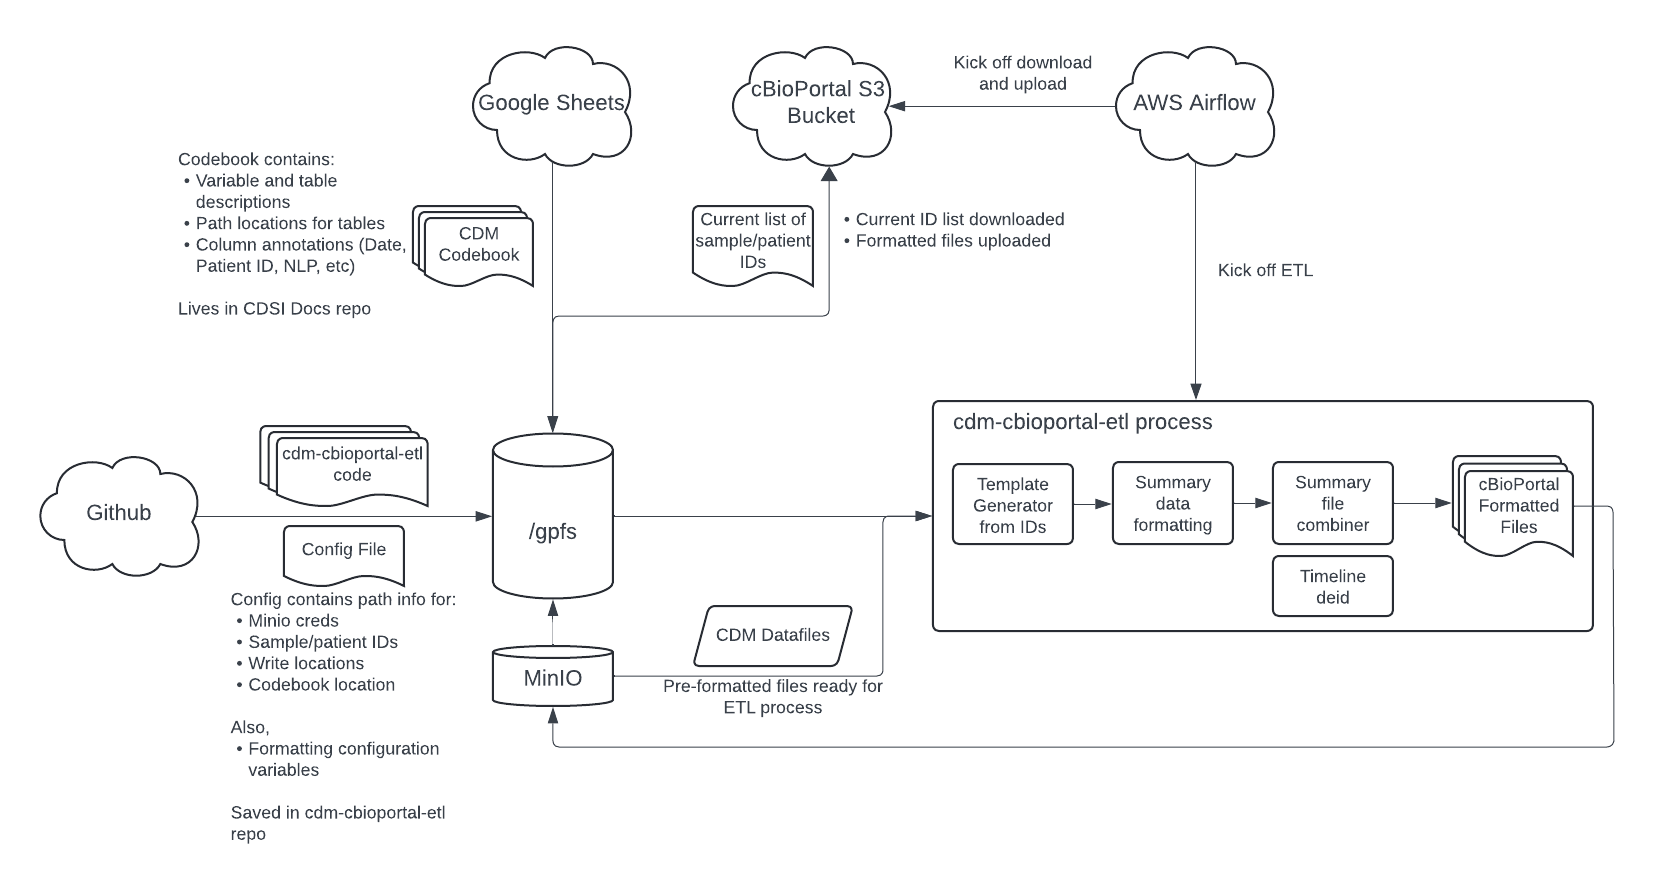 Google Sheets
cBioPortal S3
Bucket
Kick off download
and upload
AWS Airflow
Codebook contains:
• Variable and table
descriptions
• Path locations for tables
• Column annotations (Date,
Patient ID, NLP, etc)
Lives in CDSI Docs repo
CDM
Codebook
Current list of
sample/patient
IDs
• Current ID list downloaded
• Formatted files uploaded
Kick off ETL
Github
cdm-cbioportal-etl
code
Config File
Config contains path info for:
• Minio creds
• Sample/patient IDs
• Write locations
• Codebook location
Also,
• Formatting configuration
variables
Saved in cdm-cbioportal-etl
repo
/gpfs
MinIO
CDM Datafiles
Pre-formatted files ready for
ETL process
cdm-cbioportal-etl process
Template
Generator
from IDs
Summary
data
formatting
Summary
file
combiner
cBioPortal
Formatted
Files
Timeline
deid